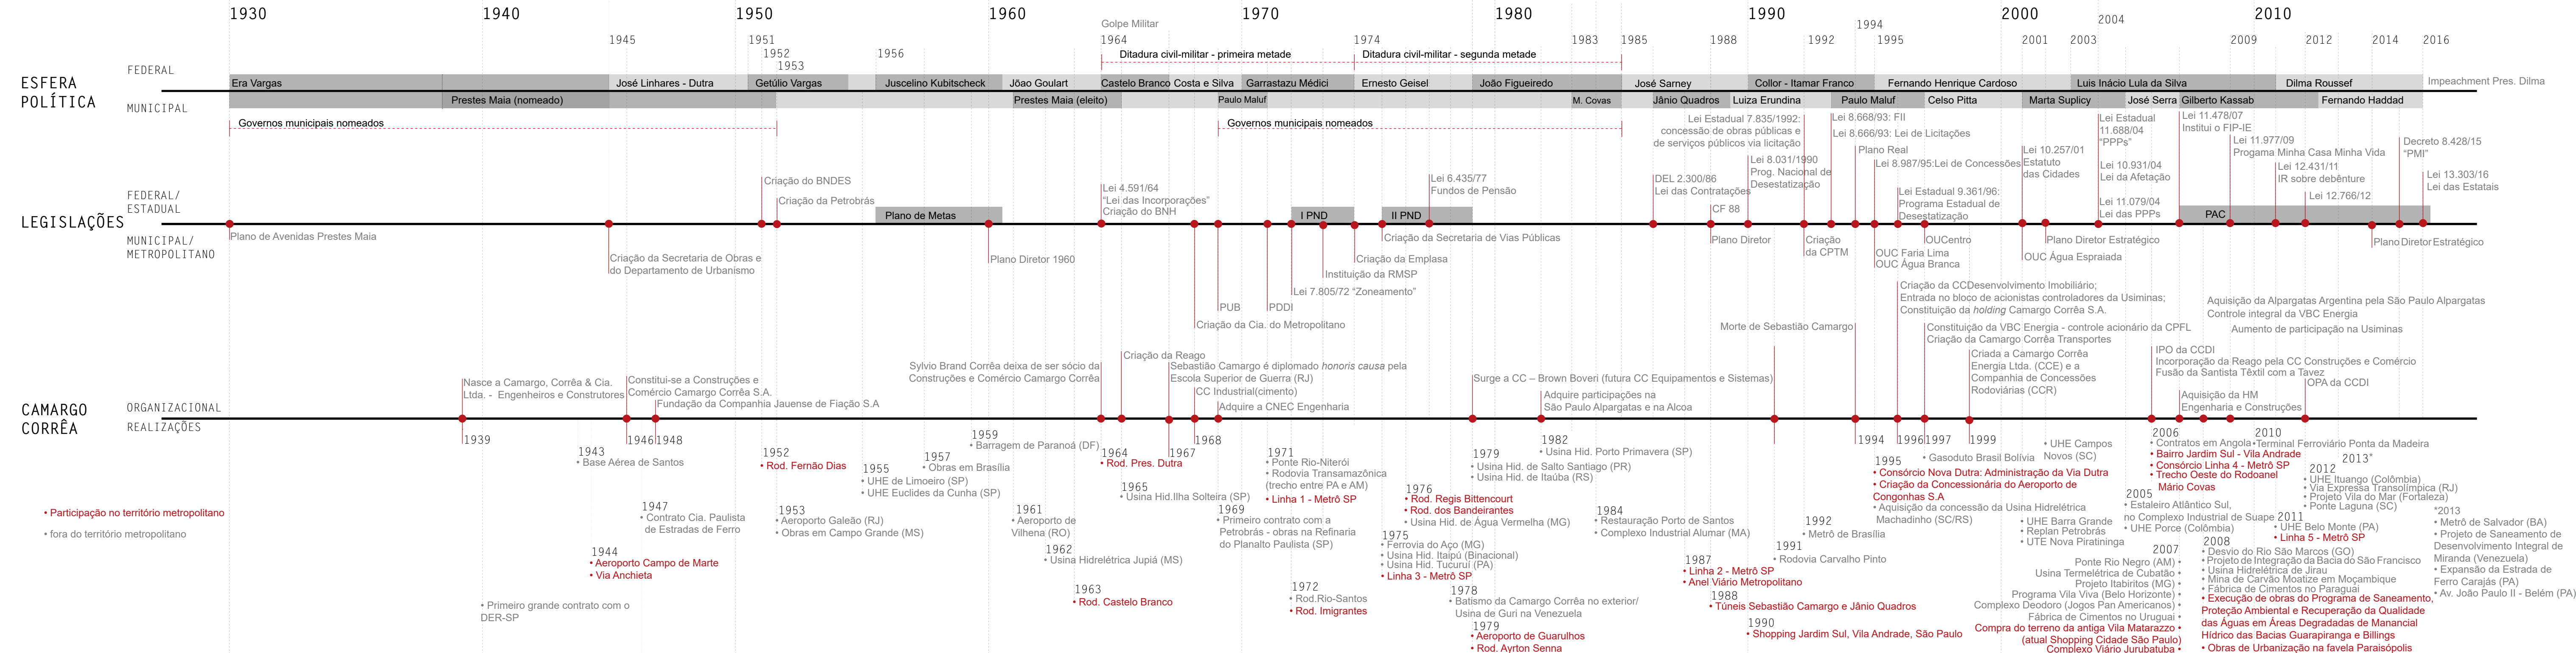 1930
1940
1950
1960
1970
1980
1990
2000
2010
Golpe Militar
1994
2004
1945
1951
1964
1974
1983
1985
1988
1992
1995
2001
2003
2009
2012
2014
2016
1952
1956
1953
Ditadura civil-militar - primeira metade
Ditadura civil-militar - segunda metade
ESFERA
POLÍTICA
FEDERAL
Era Vargas
José Linhares - Dutra
Getúlio Vargas
Juscelino Kubitscheck
Jõao Goulart
Castelo Branco
Costa e Silva
Garrastazu Médici
Ernesto Geisel
João Figueiredo
José Sarney
Collor - Itamar Franco
Fernando Henrique Cardoso
Luis Inácio Lula da Silva
Dilma Roussef
Impeachment Pres. Dilma
MUNICIPAL
Prestes Maia (nomeado)
Prestes Maia (eleito)
Paulo Maluf
M. Covas
Jânio Quadros
Luiza Erundina
Paulo Maluf
Celso Pitta
Marta Suplicy
José Serra
Gilberto Kassab
Fernando Haddad
Governos municipais nomeados
Governos municipais nomeados
LEGISLAÇÕES
FEDERAL/
ESTADUAL
Criação do BNDES
Criação da Petrobrás
Plano de Metas
Lei 4.591/64
“Lei das Incorporações”
Criação do BNH
I PND
II PND
Lei 6.435/77
Fundos de Pensão
DEL 2.300/86
Lei das Contratações
CF 88
Lei Estadual 7.835/1992:
concessão de obras públicas e
de serviços públicos via licitação
Lei 8.031/1990
Prog. Nacional de
Desestatização
Lei 8.668/93: FII
Lei 8.666/93: Lei de Licitações
Plano Real
Lei 8.987/95:Lei de Concessões
Lei Estadual 9.361/96:
Programa Estadual de
Desestatização
Lei 10.257/01
Estatuto
das Cidades
Lei Estadual
11.688/04
“PPPs”
Lei 10.931/04
Lei da Afetação
Lei 11.079/04
Lei das PPPs
Lei 11.478/07
Institui o FIP-IE
Lei 11.977/09
Progama Minha Casa Minha Vida
Lei 12.431/11
IR sobre debênture
Lei 12.766/12
PAC
Decreto 8.428/15
“PMI”
Lei 13.303/16
Lei das Estatais
MUNICIPAL/
METROPOLITANO
Plano de Avenidas Prestes Maia
Criação da Secretaria de Obras e
do Departamento de Urbanismo
Plano Diretor 1960
Criação da Cia. do Metropolitano
PUB
PDDI
Lei 7.805/72 “Zoneamento”
Instituição da RMSP
Criação da Emplasa
Criação da Secretaria de Vias Públicas
Plano Diretor
Criação
da CPTM
OUC Faria Lima
OUC Água Branca
OUCentro
OUC Água Espraiada
Plano Diretor Estratégico
Plano Diretor Estratégico
CAMARGO
CORRÊA
ORGANIZACIONAL
Nasce a Camargo, Corrêa & Cia.
Ltda. - Engenheiros e Construtores
Constitui-se a Construções e
Comércio Camargo Corrêa S.A.
Fundação da Companhia Jauense de Fiação S.A
Sylvio Brand Corrêa deixa de ser sócio da
Construções e Comércio Camargo Corrêa
Criação da Reago
Sebastião Camargo é diplomado honoris causa pela
Escola Superior de Guerra (RJ)
CC Industrial(cimento)
Adquire a CNEC Engenharia
Surge a CC – Brown Boveri (futura CC Equipamentos e Sistemas)
Adquire participações na
São Paulo Alpargatas e na Alcoa
Morte de Sebastião Camargo
Criação da CCDesenvolvimento Imobiliário;
Entrada no bloco de acionistas controladores da Usiminas;
Constituição da holding Camargo Corrêa S.A.
Constituição da VBC Energia - controle acionário da CPFL
Criação da Camargo Corrêa Transportes
Criada a Camargo Corrêa
Energia Ltda. (CCE) e a
Companhia de Concessões
Rodoviárias (CCR)
Aquisição da Alpargatas Argentina pela São Paulo Alpargatas
Controle integral da VBC Energia
Aumento de participação na Usiminas
IPO da CCDI
Incorporação da Reago pela CC Construções e Comércio
Fusão da Santista Têxtil com a Tavez
OPA da CCDI
Aquisição da HM
Engenharia e Construções
REALIZAÇÕES
• Participação no território metropolitano
• fora do território metropolitano
1939
1946
1948
1943
• Base Aérea de Santos
1947
• Contrato Cia. Paulista
de Estradas de Ferro
1944
• Aeroporto Campo de Marte
• Via Anchieta
• Primeiro grande contrato com o
DER-SP
1952
• Rod. Fernão Dias
1953
• Aeroporto Galeão (RJ)
• Obras em Campo Grande (MS)
1955
• UHE de Limoeiro (SP)
• UHE Euclides da Cunha (SP)
1957
• Obras em Brasília
1959
• Barragem de Paranoá (DF)
1961
• Aeroporto de
Vilhena (RO)
1962
• Usina Hidrelétrica Jupiá (MS)
1963
• Rod. Castelo Branco
1964
• Rod. Pres. Dutra
1965
• Usina Hid.Ilha Solteira (SP)
1967
1968
1969
• Primeiro contrato com a
Petrobrás - obras na Refinaria
do Planalto Paulista (SP)
1971
• Ponte Rio-Niterói
• Rodovia Transamazônica
(trecho entre PA e AM)
• Linha 1 - Metrô SP
1972
• Rod.Rio-Santos
• Rod. Imigrantes
1976
• Rod. Regis Bittencourt
• Rod. dos Bandeirantes
• Usina Hid. de Água Vermelha (MG)
1975
• Ferrovia do Aço (MG)
• Usina Hid. Itaipú (Binacional)
• Usina Hid. Tucuruí (PA)
• Linha 3 - Metrô SP
1978
• Batismo da Camargo Corrêa no exterior/
Usina de Guri na Venezuela
1979
• Aeroporto de Guarulhos
• Rod. Ayrton Senna
1979
• Usina Hid. de Salto Santiago (PR)
• Usina Hid. de Itaúba (RS)
1982
• Usina Hid. Porto Primavera (SP)
1984
• Restauração Porto de Santos
• Complexo Industrial Alumar (MA)
1987
• Linha 2 - Metrô SP
• Anel Viário Metropolitano
1988
• Túneis Sebastião Camargo e Jânio Quadros
1990
• Shopping Jardim Sul, Vila Andrade, São Paulo
1991
• Rodovia Carvalho Pinto
1992
• Metrô de Brasília
1994
1996
1997
1999
• Gasoduto Brasil Bolívia
1995
• Consórcio Nova Dutra: Administração da Via Dutra
• Criação da Concessionária do Aeroporto de
Congonhas S.A
• Aquisição da concessão da Usina Hidrelétrica
Machadinho (SC/RS)
• UHE Campos
Novos (SC)
• UHE Barra Grande
• Replan Petrobrás
• UTE Nova Piratininga
2005
• Estaleiro Atlântico Sul,
no Complexo Industrial de Suape
• UHE Porce (Colômbia)
2006
• Contratos em Angola
• Bairro Jardim Sul - Vila Andrade
• Consórcio Linha 4 - Metrô SP
• Trecho Oeste do Rodoanel
Mário Covas
2007
Ponte Rio Negro (AM) •
Usina Termelétrica de Cubatão •
Projeto Itabiritos (MG) •
Programa Vila Viva (Belo Horizonte) •
Complexo Deodoro (Jogos Pan Americanos) •
Fábrica de Cimentos no Uruguai •
Compra do terreno da antiga Vila Matarazzo •
(atual Shopping Cidade São Paulo)
Complexo Viário Jurubatuba •
2008
• Desvio do Rio São Marcos (GO)
• Projeto de Integração da Bacia do São Francisco
• Usina Hidrelétrica de Jirau
• Mina de Carvão Moatize em Moçambique
• Fábrica de Cimentos no Paraguai
• Execução de obras do Programa de Saneamento,
Proteção Ambiental e Recuperação da Qualidade
das Águas em Áreas Degradadas de Manancial
Hídrico das Bacias Guarapiranga e Billings
• Obras de Urbanização na favela Paraisópolis
2010
• Terminal Ferroviário Ponta da Madeira
2011
• UHE Belo Monte (PA)
• Linha 5 - Metrô SP
2012
• UHE Ituango (Colômbia)
• Via Expressa Transolímpica (RJ)
• Projeto Vila do Mar (Fortaleza)
• Ponte Laguna (SC)
2013*
*2013
• Metrô de Salvador (BA)
• Projeto de Saneamento de
Desenvolvimento Integral de
Miranda (Venezuela)
• Expansão da Estrada de
Ferro Carajás (PA)
• Av. João Paulo II - Belém (PA)